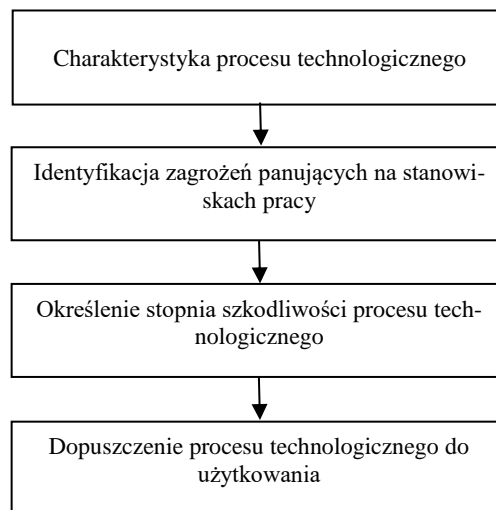 Charakterystyka procesu technologicznego
Identyfikacja zagrożeń panujących na stanowi-
skach pracy
Określenie stopnia szkodliwości procesu tech-
nologicznego
Dopuszczenie procesu technologicznego do
użytkowania